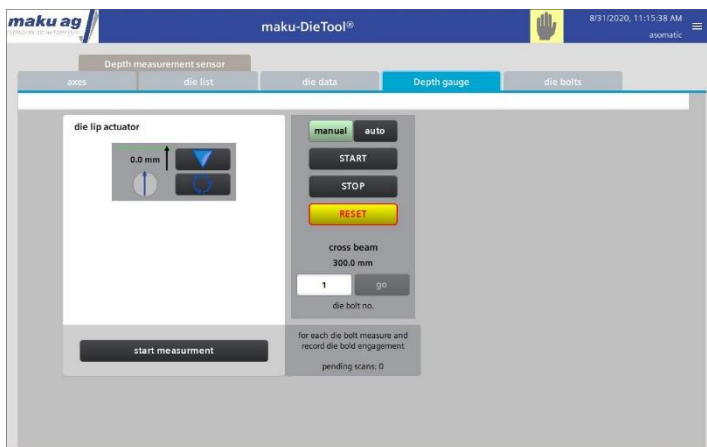 maku ag
maku-DieTool®
8/31/2020, 11:15:38 AM
asomatic
Depth measurement sensor
axes
die list
die data
Depth gauge
die bolts
die lip actuator
0.0 mm
manual
auto
START
STOP
RESET
cross beam
300.0 mm
1
go
die bolt no.
start measurment
for each die bolt measure and
record die bold engagement
pending scans: 0